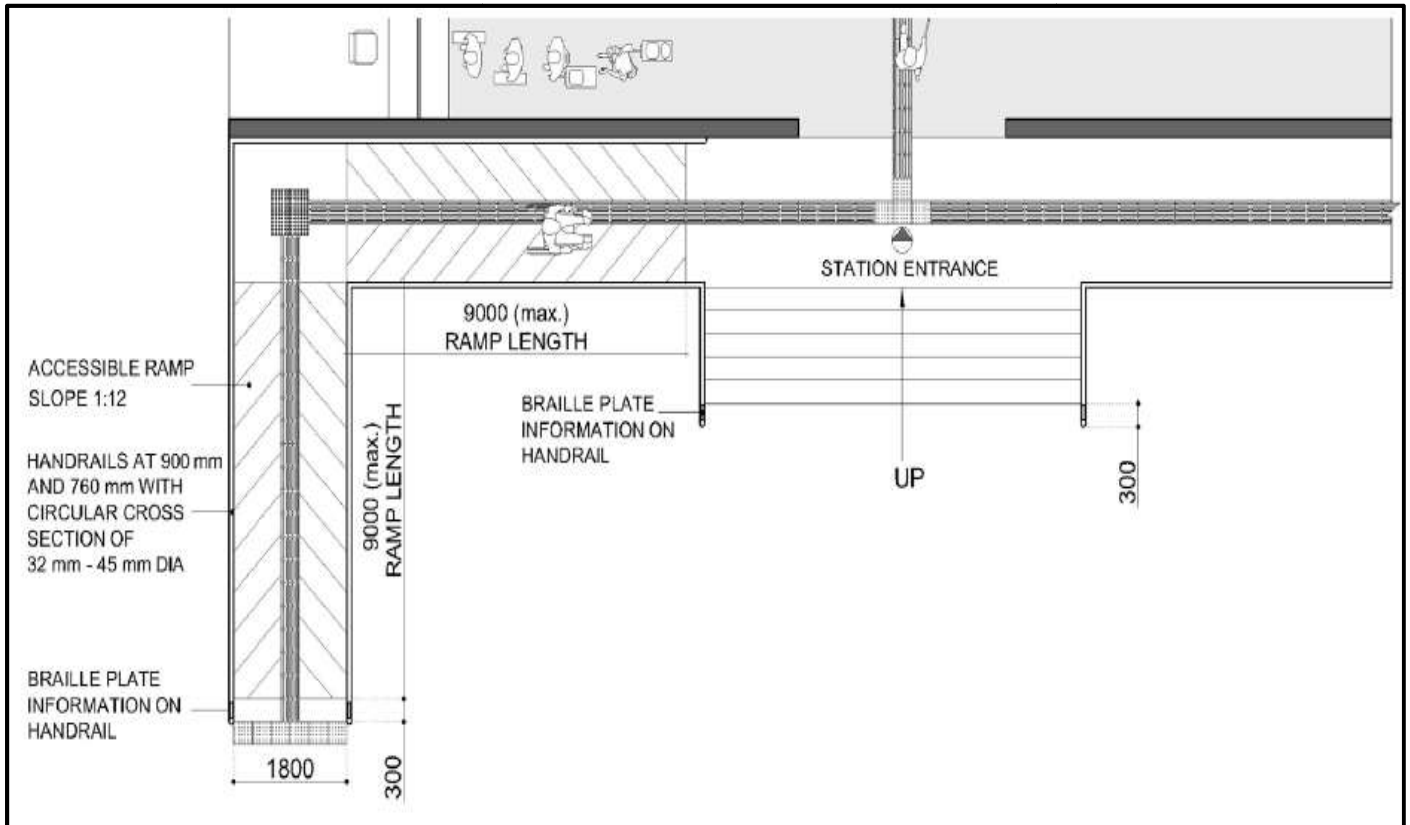 STATION ENTRANCE
9000 (max.)
RAMP LENGTH
ACCESSIBLE RAMP
SLOPE 1:12
HANDRAILS AT 900 mm
AND 760 mm WITH
CIRCULAR CROSS
SECTION OF
32 mm - 45 mm DIA
9000 (max.)
RAMP LENGTH
BRAILLE PLATE
INFORMATION ON
HANDRAIL
UP
300
BRAILLE PLATE
INFORMATION ON
HANDRAIL
1800
300